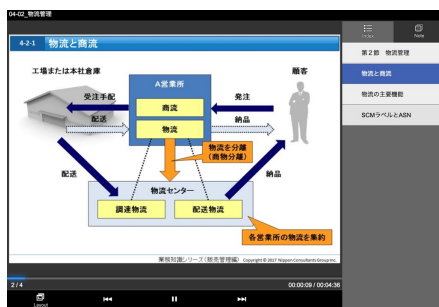 04-02_物流管理
4-2-1 物流と商流
工場または本社倉庫
A営業所
顧客
受注手配
商流
発注
配送
物流
納品
物流を分離
(商物分離)
配送
納品
物流センター
調達物流
配送物流
各営業所の物流を集約
業務知識シリーズ(販売管理編) Copyright © 2017 Nippon Consultants Group Inc.
2 / 4
00:00:09 / 00:04:36
Layout
Index
Note
第2節 物流管理
物流と商流
物流の主要機能
SCMラベルとASN